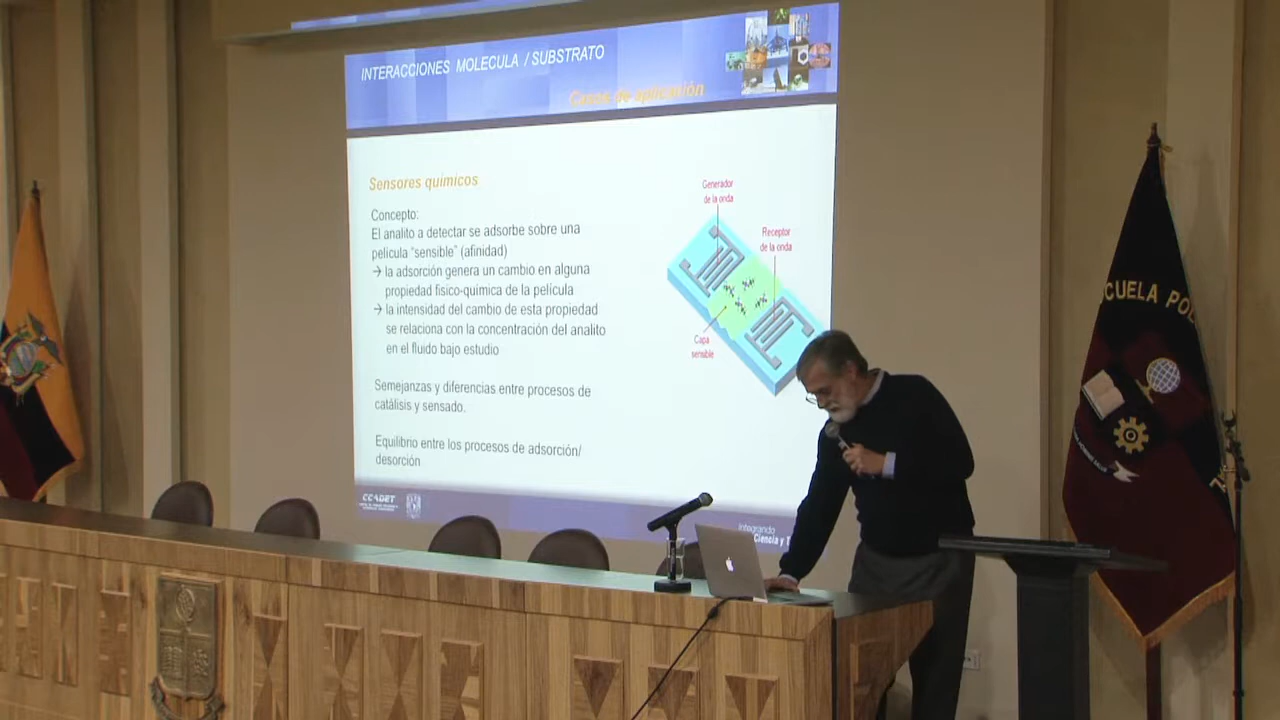 INTERACCIONES MOLECULA / SUBSTRATO
Casos de aplicación
Sensores químicos
Concepto:
El analito a detectar se adsorbe sobre una
película "sensible" (afinidad)
→ la adsorción genera un cambio en alguna
propiedad fisico-química de la película
→ la intensidad del cambio de esta propiedad
se relaciona con la concentración del analito
en el fluido bajo estudio
Semejanzas y diferencias entre procesos de
catálisis y sensado.
Equilibrio entre los procesos de adsorción/
desorción
Generador
de la onda
Receptor
de la onda
Capa
sensible
CCADET
Integrando
Ciencia y T
CUELA POL